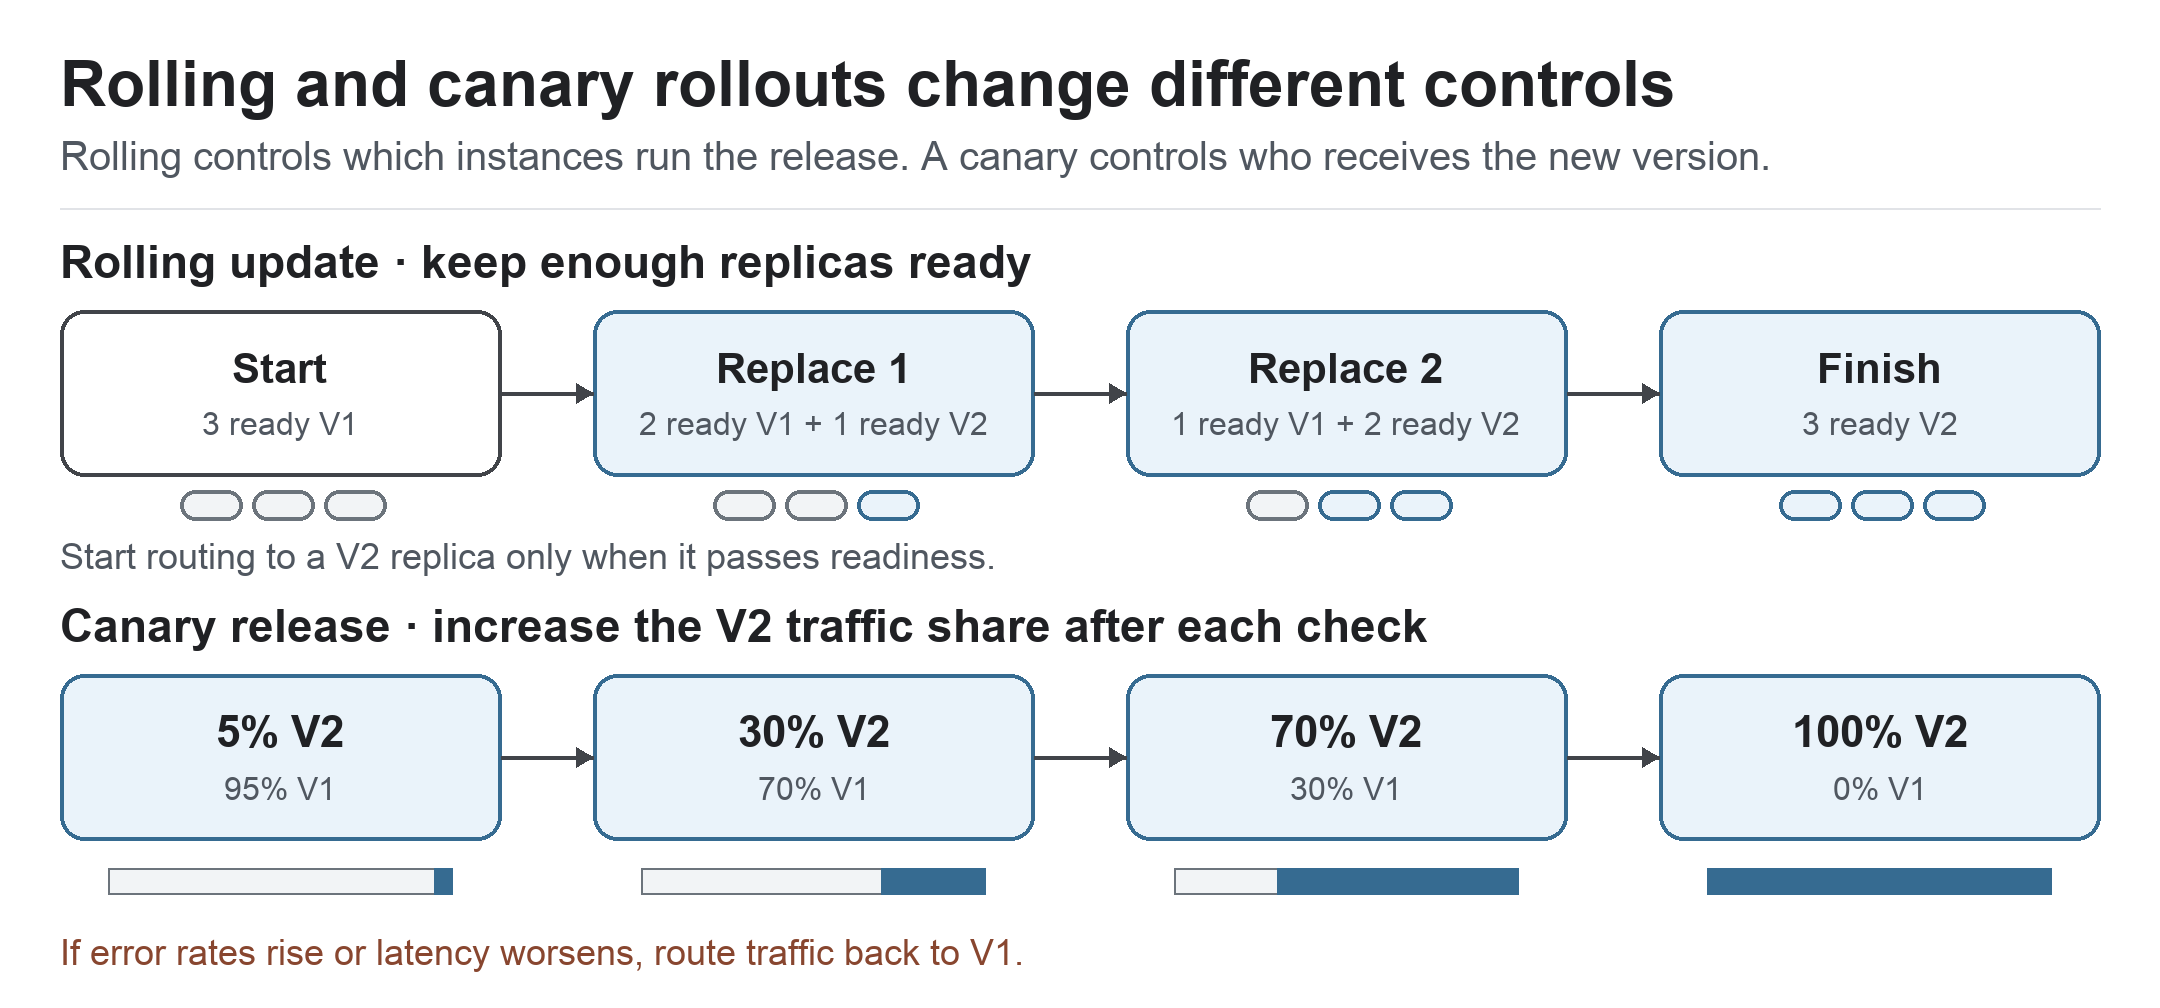 Rolling and canary rollouts change different controls
Rolling controls which instances run the release. A canary controls who receives the new version.
Rolling update · keep enough replicas ready
Start
3 ready V1
Replace 1
2 ready V1 + 1 ready V2
Replace 2
1 ready V1 + 2 ready V2
Finish
3 ready V2
Start routing to a V2 replica only when it passes readiness.
Canary release · increase the V2 traffic share after each check
5% V2
95% V1
30% V2
70% V1
70% V2
30% V1
100% V2
0% V1
If error rates rise or latency worsens, route traffic back to V1.